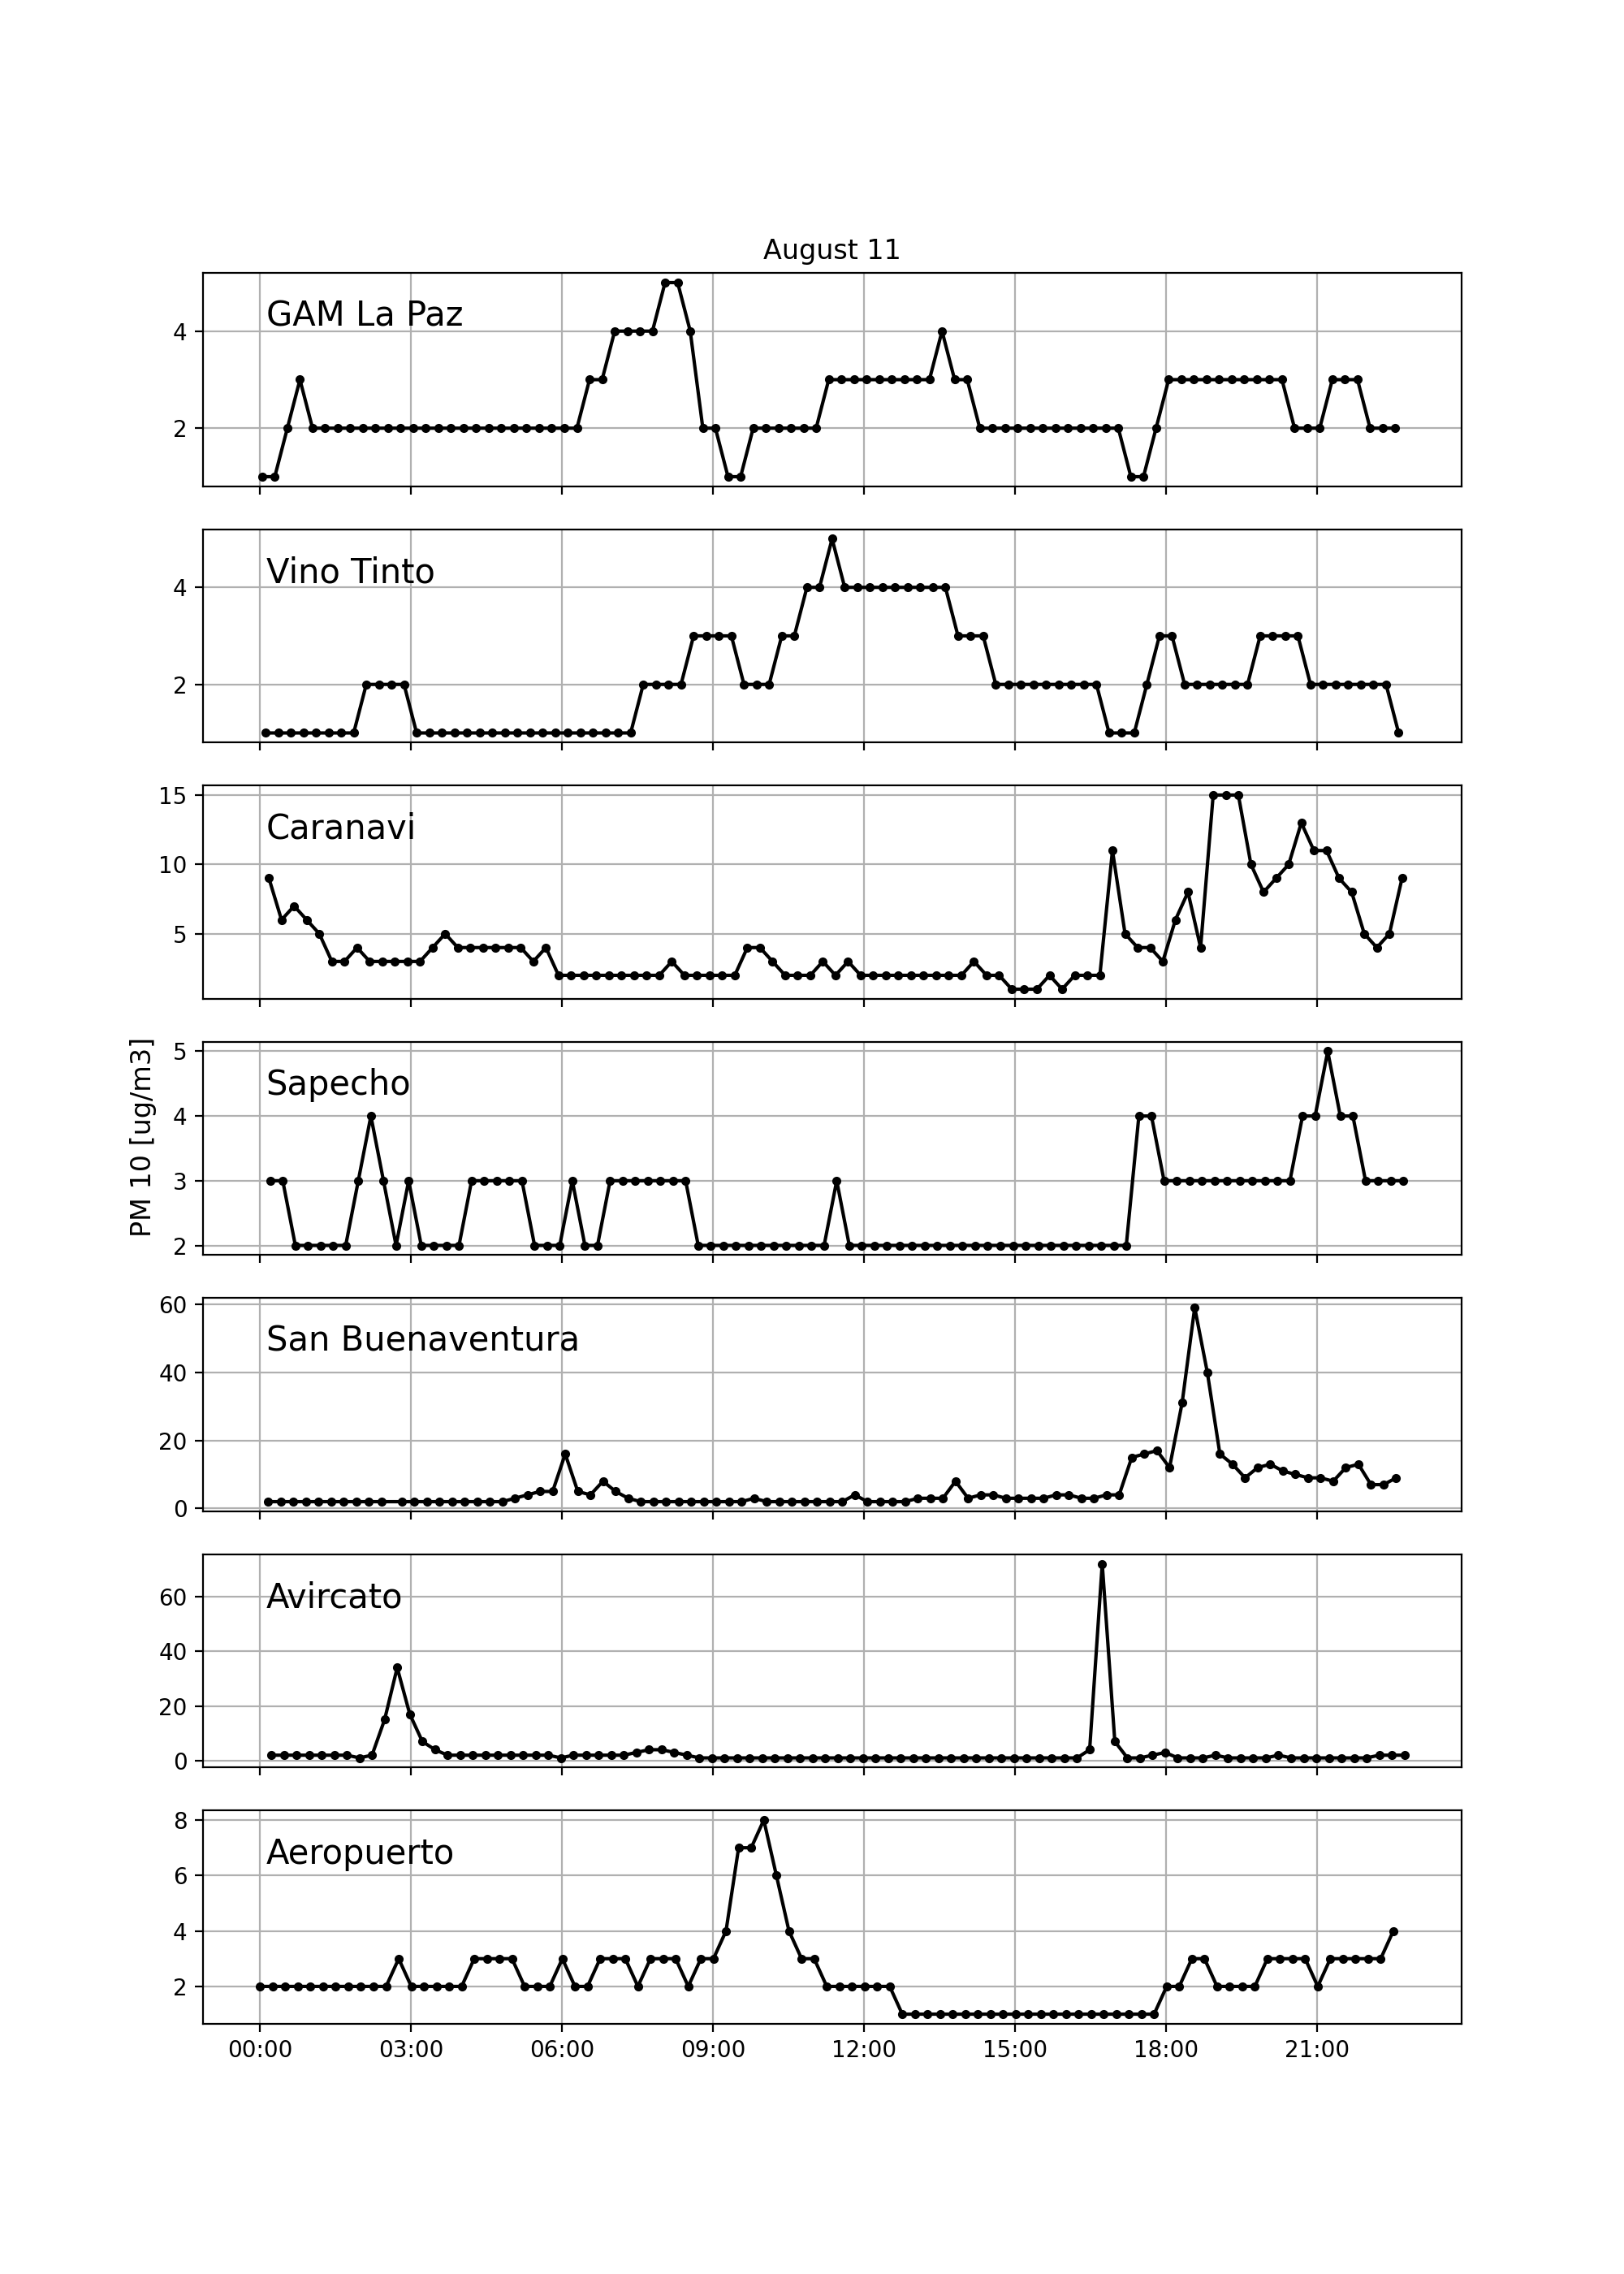 August 11
GAM La Paz
4
2
Vino Tinto
4
2
Caranavi
15
10
5
PM 10 [ug/m3]
Sapecho
5
4
3
2
San Buenaventura
60
40
20
0
Avircato
60
40
20
0
Aeropuerto
8
6
4
2
00:00 03:00 06:00 09:00 12:00 15:00 18:00 21:00